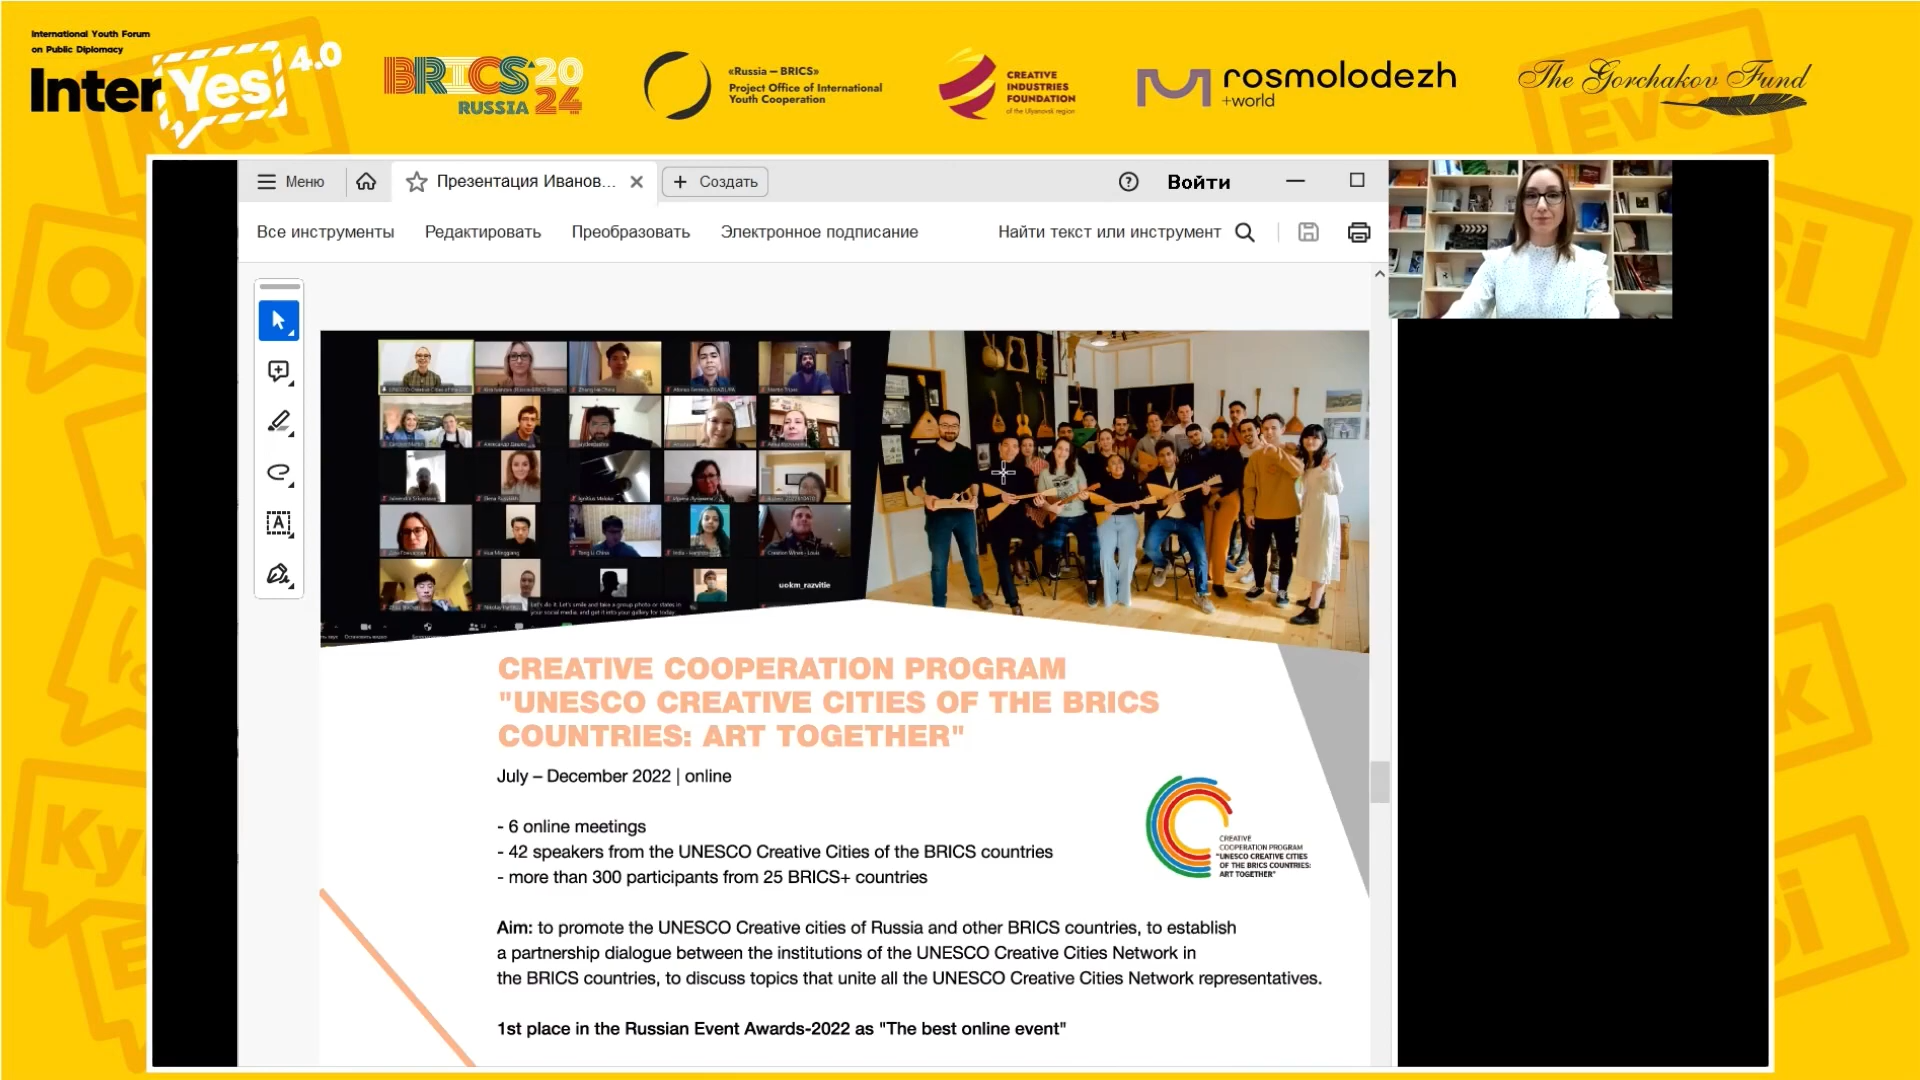 International Youth Forum
on Public Diplomacy
InterYes! 4.0
BRICS 2024
RUSSIA
«Russia – BRICS»
Project Office of International
Youth Cooperation
CREATIVE
INDUSTRIES
FOUNDATION
of the Ulyanovsk region
rosmolodezh
+world
The Gorchakov Fund
Меню
Презентация Иванов...
Создать
Войти
Все инструменты
Редактировать
Преобразовать
Электронное подписание
Найти текст или инструмент
uokm_razvitie
CREATIVE COOPERATION PROGRAM
"UNESCO CREATIVE CITIES OF THE BRICS
COUNTRIES: ART TOGETHER"
July – December 2022 | online
- 6 online meetings
- 42 speakers from the UNESCO Creative Cities of the BRICS countries
- more than 300 participants from 25 BRICS+ countries
CREATIVE
COOPERATION PROGRAM
"UNESCO CREATIVE CITIES
OF THE BRICS COUNTRIES:
ART TOGETHER"
Aim: to promote the UNESCO Creative cities of Russia and other BRICS countries, to establish
a partnership dialogue between the institutions of the UNESCO Creative Cities Network in
the BRICS countries, to discuss topics that unite all the UNESCO Creative Cities Network representatives.
1st place in the Russian Event Awards-2022 as "The best online event"